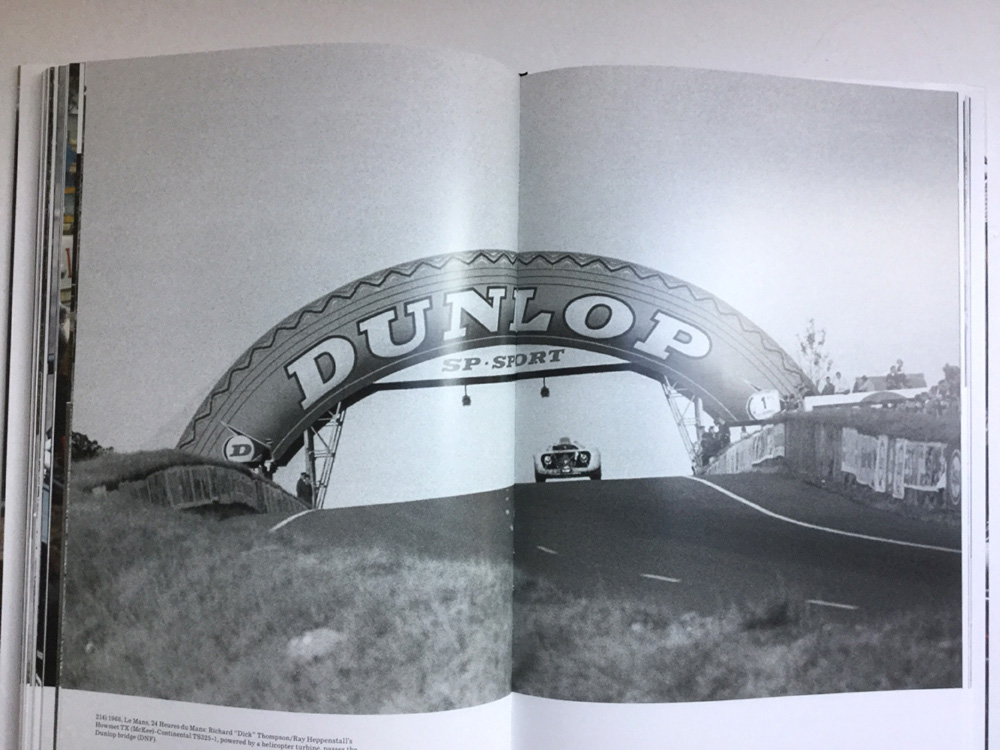 DUNLOP
SP·SPORT
D
1
216) 1968, Le Mans, 24 Heures du Mans: Richard "Dick" Thompson/Ray Heppenstall's
Howmet TX (McKee)-Continental TS325-1, powered by a helicopter turbine, passes the
Dunlop bridge (DNF).